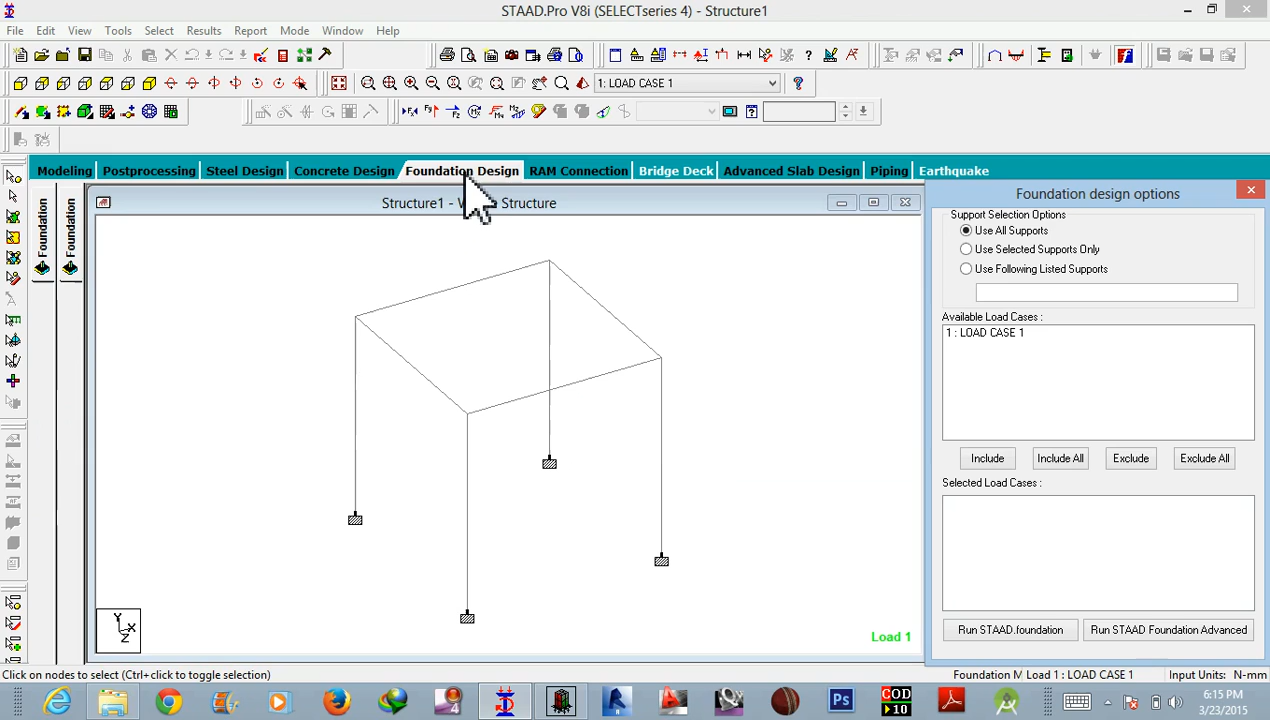 STAAD.Pro V8i (SELECTseries 4) - Structure1
File Edit View Tools Select Results Report Mode Window Help
1: LOAD CASE 1
Modeling Postprocessing Steel Design Concrete Design Foundation Design RAM Connection Bridge Deck Advanced Slab Design Piping Earthquake
Foundation
Foundation
Structure1 - Structure
Foundation design options
Support Selection Options
Use All Supports
Use Selected Supports Only
Use Following Listed Supports
Available Load Cases :
1 : LOAD CASE 1
Include Include All Exclude Exclude All
Selected Load Cases :
Run STAAD.foundation Run STAAD Foundation Advanced
Y
X
Z
Load 1
Click on nodes to select (Ctrl+click to toggle selection)
Foundation M Load 1 : LOAD CASE 1 Input Units: N-mm
COD
10
Ps
6:15 PM
3/23/2015